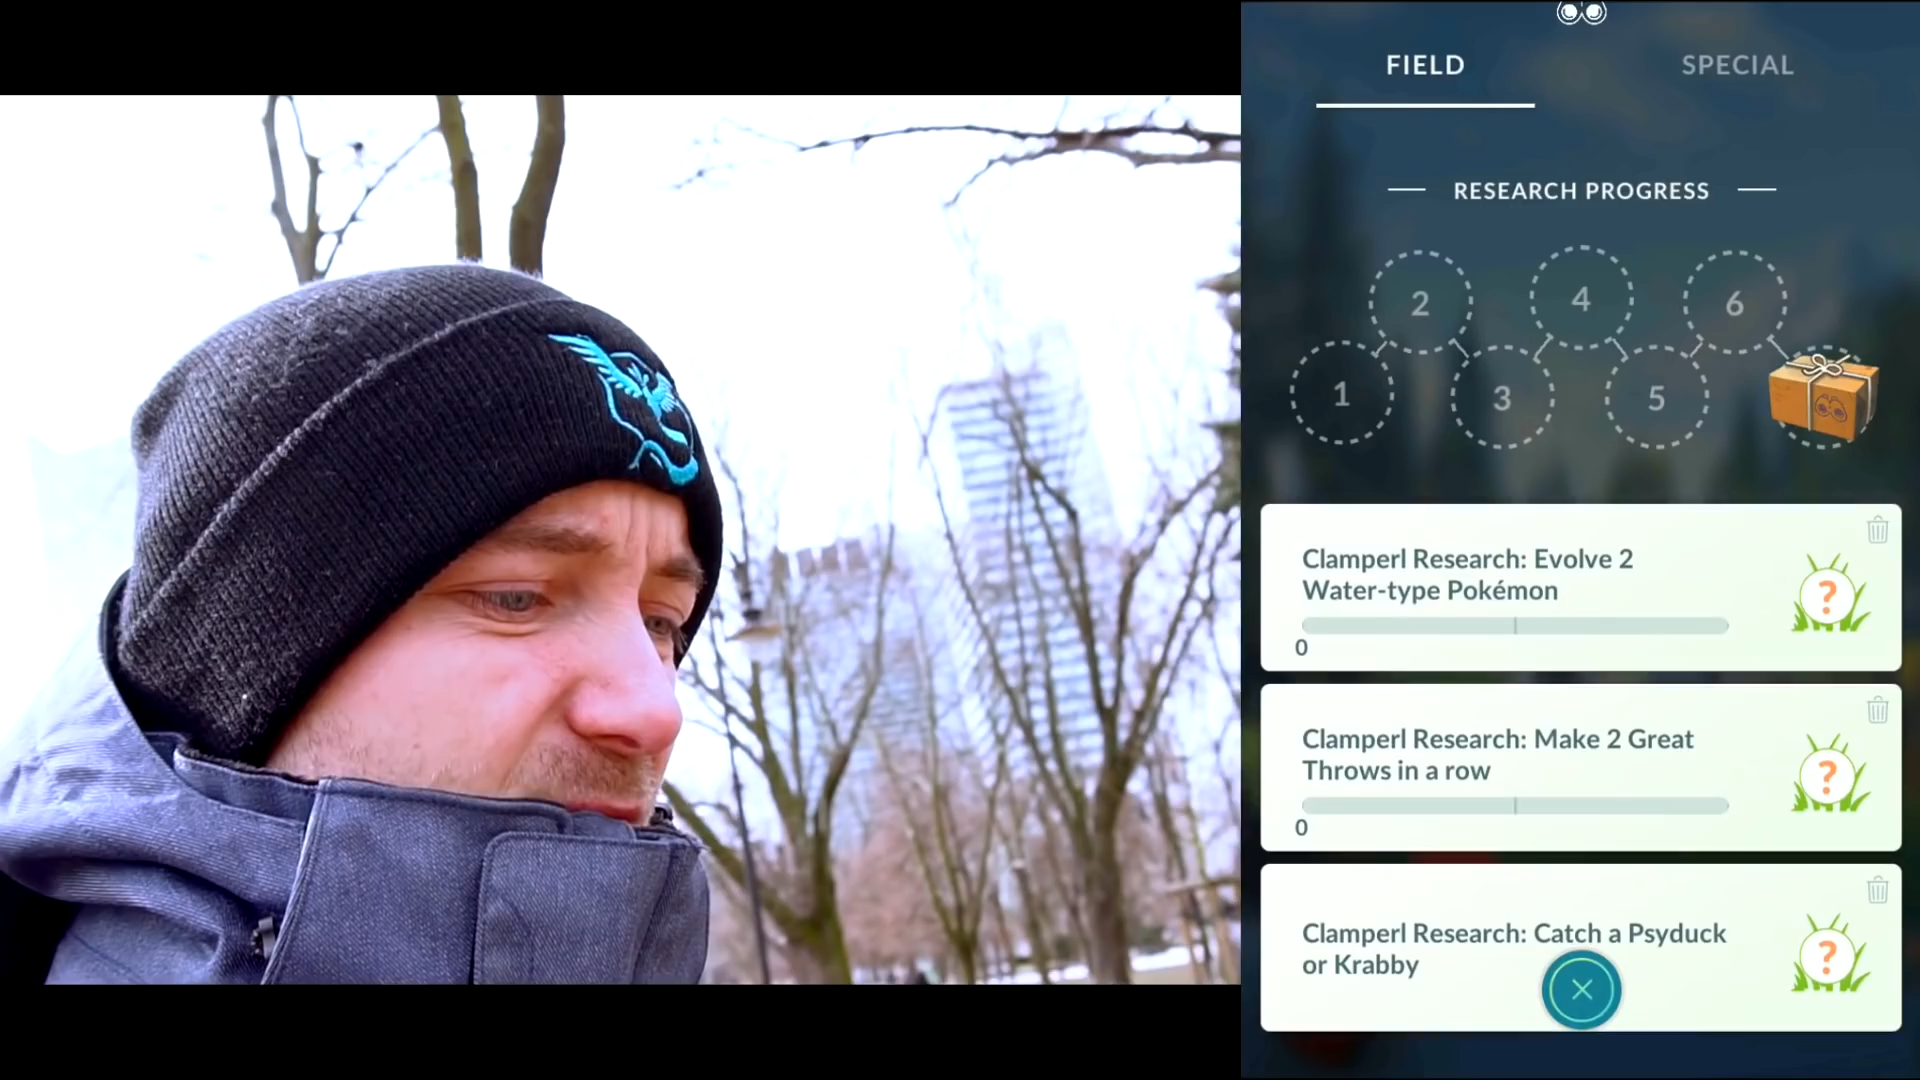 FIELD
SPECIAL
RESEARCH PROGRESS
2
4
6
1
3
5
Clamperl Research: Evolve 2
Water-type Pokémon
?
0
Clamperl Research: Make 2 Great
Throws in a row
?
0
Clamperl Research: Catch a Psyduck
or Krabby
?